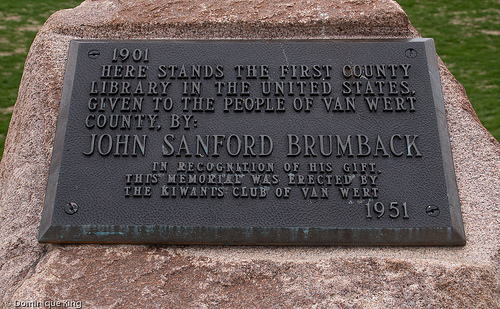 1901
HERE STANDS THE FIRST COUNTY
LIBRARY IN THE UNITED STATES.
GIVEN TO THE PEOPLE OF VAN WERT
COUNTY, BY:
JOHN SANFORD BRUMBACK
IN RECOGNITION OF HIS GIFT
THIS MEMORIAL WAS ERECTED BY
THE KIWANIS CLUB OF VAN WERT
1951
© Dominique King